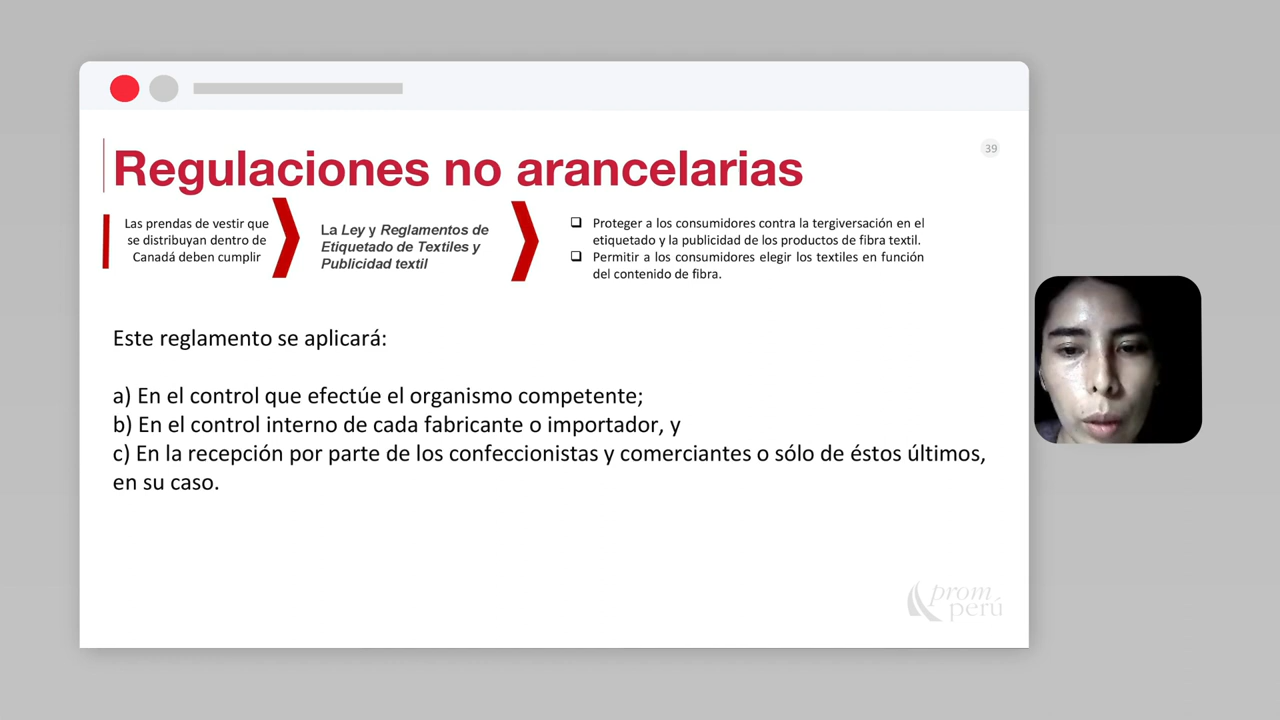 Regulaciones no arancelarias
39
Las prendas de vestir que
se distribuyan dentro de
Canadá deben cumplir
La Ley y Reglamentos de
Etiquetado de Textiles y
Publicidad textil
❑ Proteger a los consumidores contra la tergiversación en el
etiquetado y la publicidad de los productos de fibra textil.
❑ Permitir a los consumidores elegir los textiles en función
del contenido de fibra.
Este reglamento se aplicará:
a) En el control que efectúe el organismo competente;
b) En el control interno de cada fabricante o importador, y
c) En la recepción por parte de los confeccionistas y comerciantes o sólo de éstos últimos,
en su caso.
prom
perú